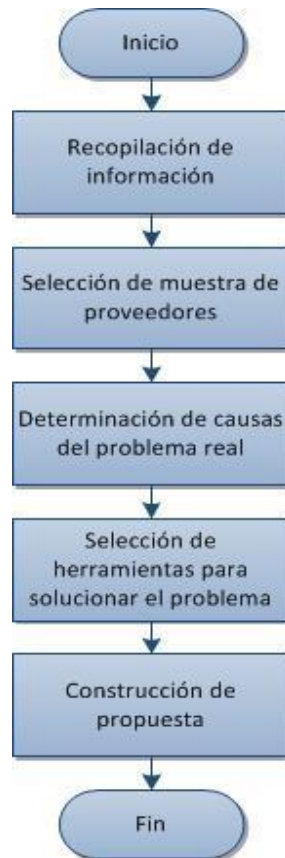 Inicio
Recopilación de
información
Selección de muestra de
proveedores
Determinación de causas
del problema real
Selección de
herramientas para
solucionar el problema
Construcción de
propuesta
Fin